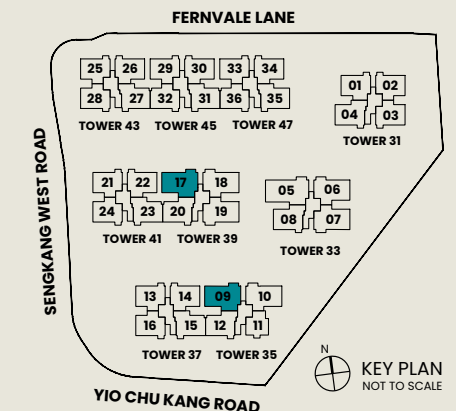 FERNVALE LANE
25 26 29 30 33 34
28 27 32 31 36 35
TOWER 43 TOWER 45 TOWER 47
01 02
04 03
TOWER 31
SENGKANG WEST ROAD
21 22 17 18
24 23 20 19
TOWER 41 TOWER 39
05 06
08 07
TOWER 33
13 14 09 10
16 15 12 11
TOWER 37 TOWER 35
N
KEY PLAN
NOT TO SCALE
YIO CHU KANG ROAD